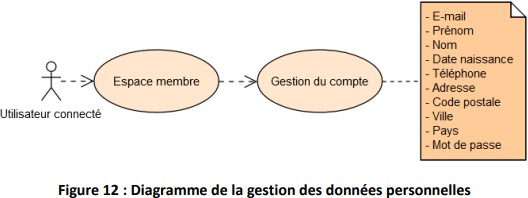 Utilisateur connecté
Espace membre
Gestion du compte
- E-mail
- Prénom
- Nom
- Date naissance
- Téléphone
- Adresse
- Code postale
- Ville
- Pays
- Mot de passe
Figure 12 : Diagramme de la gestion des données personnelles